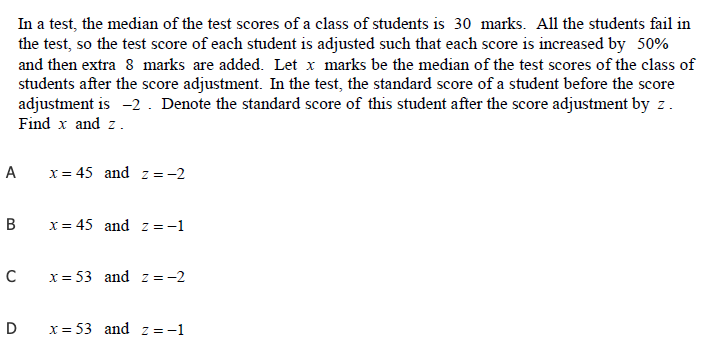 In a test, the median of the test scores of a class of students is 30 marks. All the students fail in
the test, so the test score of each student is adjusted such that each score is increased by 50%
and then extra 8 marks are added. Let x marks be the median of the test scores of the class of
students after the score adjustment. In the test, the standard score of a student before the score
adjustment is −2 . Denote the standard score of this student after the score adjustment by z .
Find x and z .
A x = 45 and z = −2
B x = 45 and z = −1
C x = 53 and z = −2
D x = 53 and z = −1